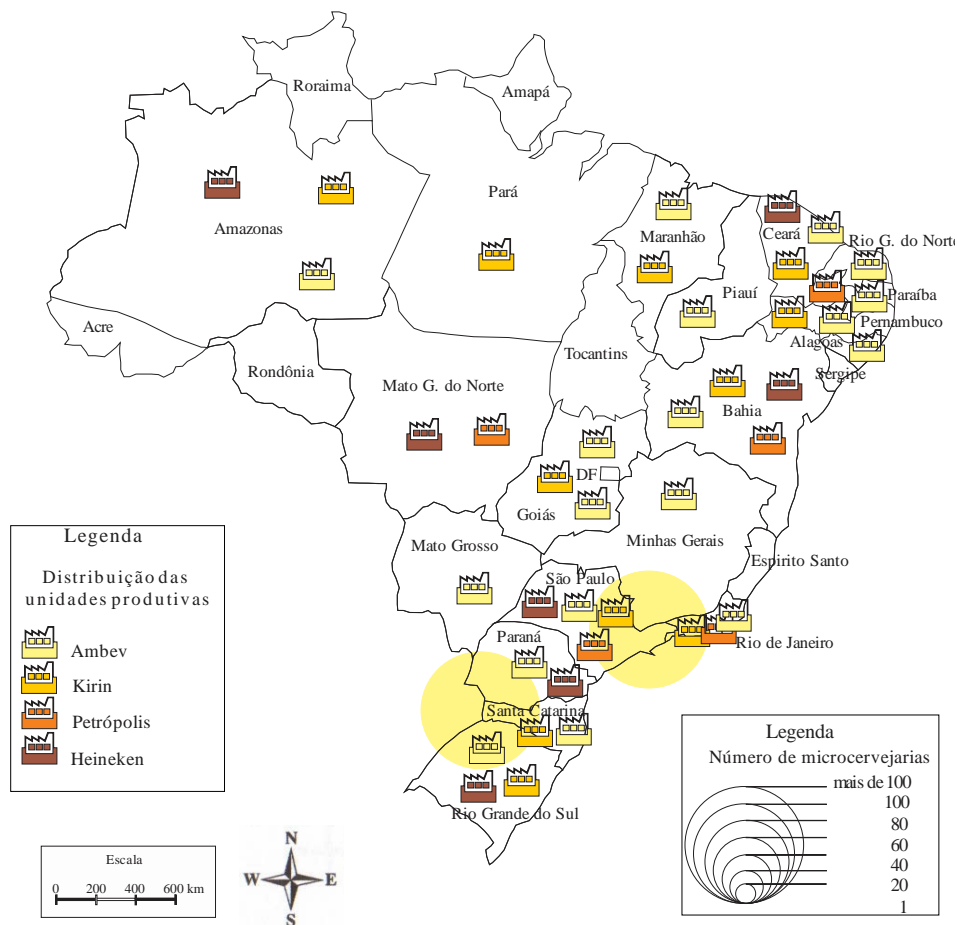 Roraima
Amapá
Pará
Amazonas
Maranhão
Ceará
Rio G. do Norte
Piauí
Paraíba
Pernambuco
Alagoas
Sergipe
Acre
Rondônia
Tocantins
Mato G. do Norte
Bahia
DF
Goiás
Minhas Gerais
Mato Grosso
Espirito Santo
São Paulo
Rio de Janeiro
Paraná
Santa Catarina
Rio Grande do Sul
Legenda
Distribuição das
unidades produtivas
Ambev
Kirin
Petrópolis
Heineken
Legenda
Número de microcervejarias
mais de 100
100
80
60
40
20
1
Escala
0 200 400 600 km
N
W E
S